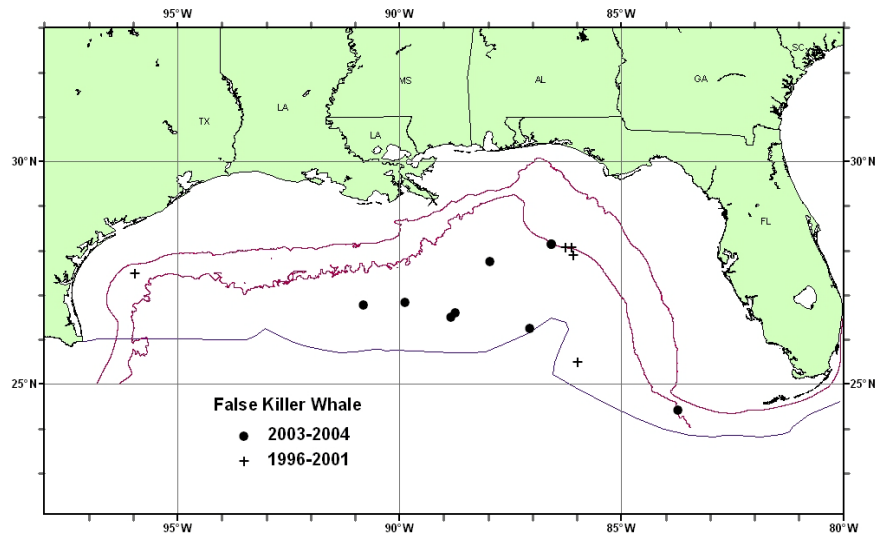 95°W 90°W 85°W 80°W
SC
MS AL GA
LA
TX
LA
30°N 30°N
FL
25°N 25°N
False Killer Whale
2003-2004
1996-2001
95°W 90°W 85°W 80°W